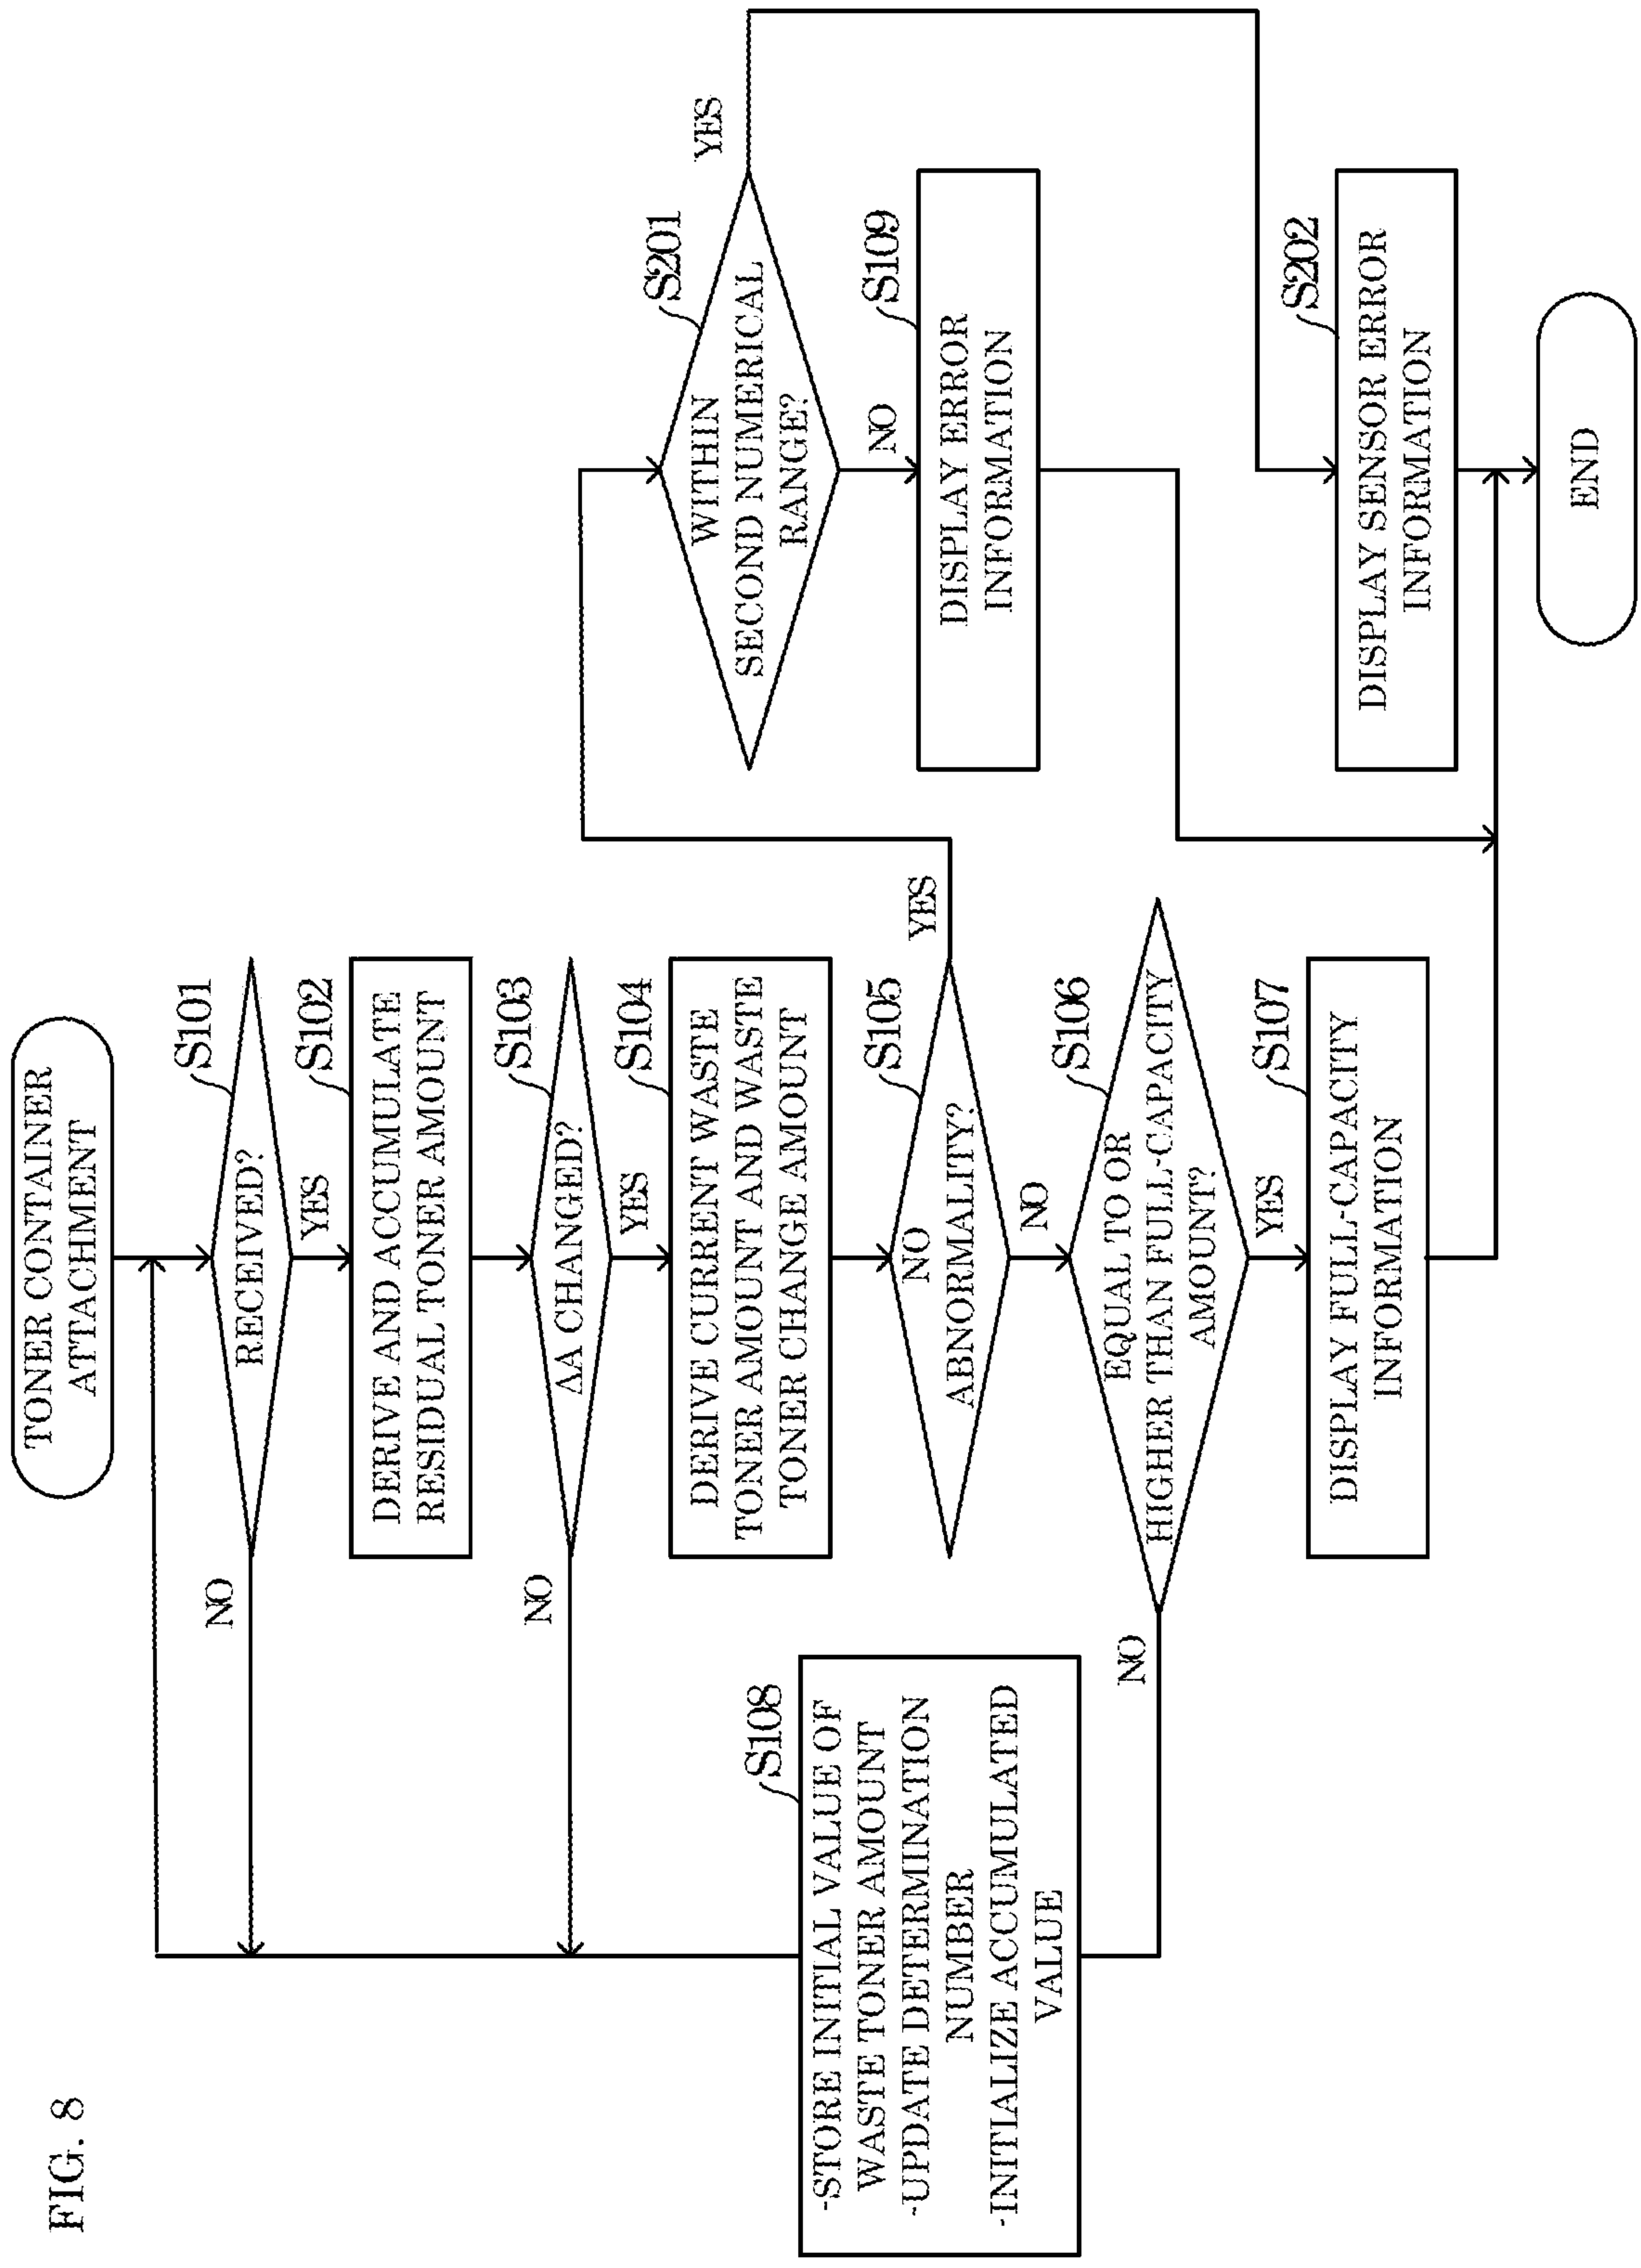 FIG. 8
TONER CONTAINER
ATTACHMENT
S101
RECEIVED?
NO
YES
S102
DERIVE AND ACCUMULATE
RESIDUAL TONER AMOUNT
S103
ΔA CHANGED?
NO
YES
S104
DERIVE CURRENT WASTE
TONER AMOUNT AND WASTE
TONER CHANGE AMOUNT
S105
NO
ABNORMALITY?
YES
NO
S106
EQUAL TO OR
HIGHER THAN FULL-CAPACITY
AMOUNT?
NO
YES
S107
DISPLAY FULL-CAPACITY
INFORMATION
S108
-STORE INITIAL VALUE OF
WASTE TONER AMOUNT
-UPDATE DETERMINATION
NUMBER
-INITIALIZE ACCUMULATED
VALUE
S201
WITHIN
SECOND NUMERICAL
RANGE?
YES
NO
S109
DISPLAY ERROR
INFORMATION
S202
DISPLAY SENSOR ERROR
INFORMATION
END